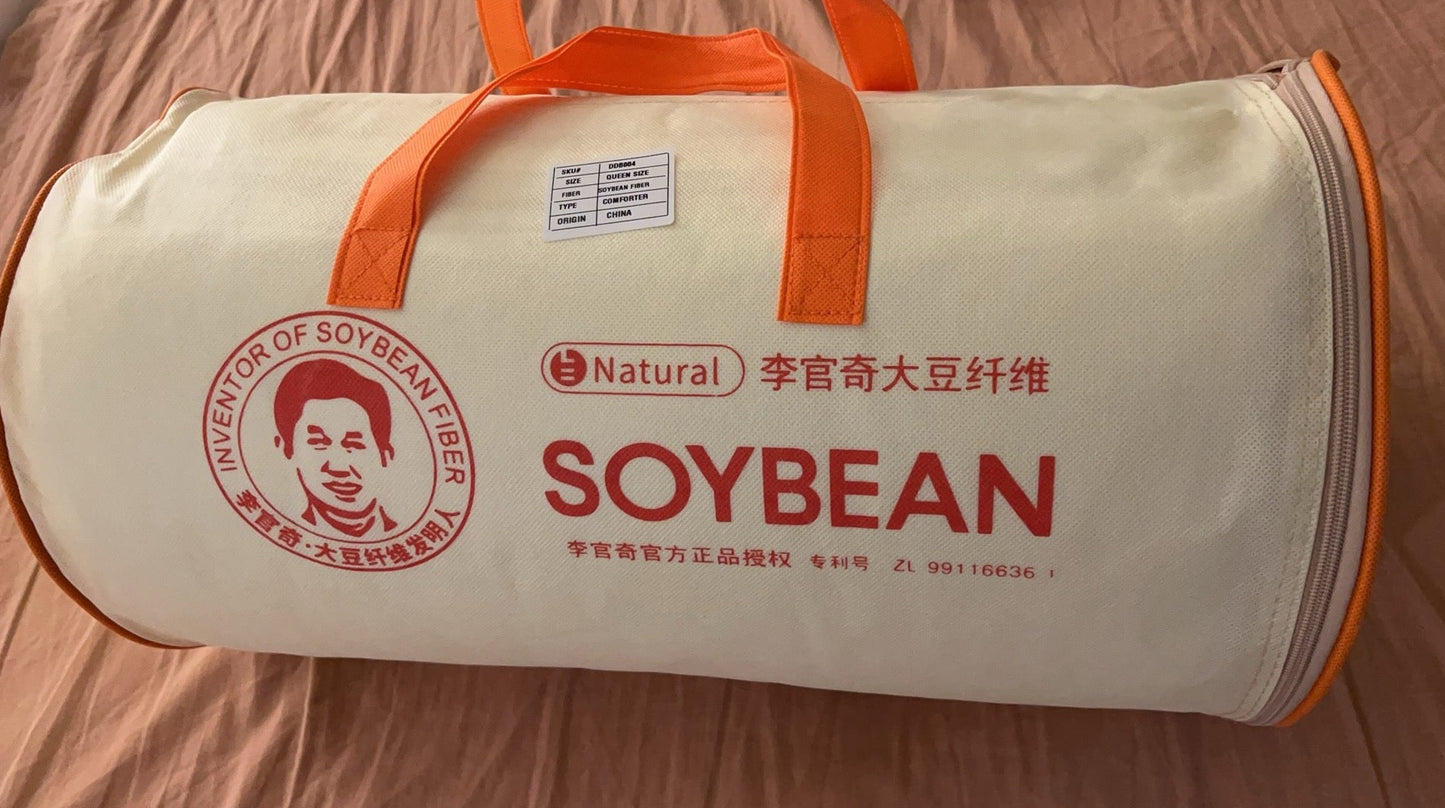 SKU# DDB004
SIZE QUEEN SIZE
FIBER SOYBEAN FIBER
TYPE COMFORTER
ORIGIN CHINA
INVENTOR OF SOYBEAN FIBER
李官奇·大豆纤维发明人
Natural 李官奇大豆纤维
SOYBEAN
李官奇官方正品授权 专利号 ZL 99116636 1